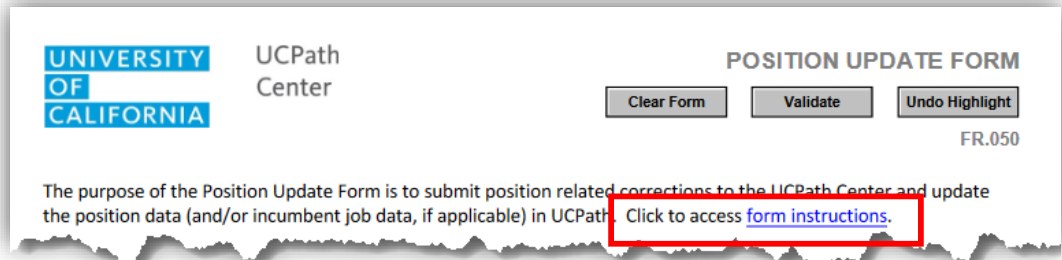 UNIVERSITY
OF
CALIFORNIA
UCPath
Center
POSITION UPDATE FORM
Clear Form Validate Undo Highlight
FR.050
The purpose of the Position Update Form is to submit position related corrections to the UCPath Center and update
the position data (and/or incumbent job data, if applicable) in UCPath. Click to access form instructions.